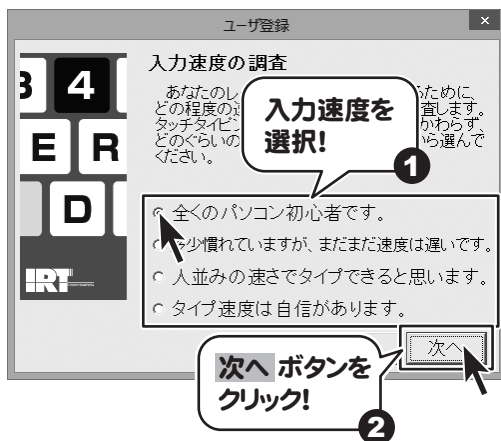 ユーザ登録
×
3 4
E R
D
IRT
入力速度の調査
あなたのレ
ために、
どの程度の
査します。
タッチタイピ
かわらず、
どのぐらいの
ら選んで
ください。
入力速度を
選択!
1
全くのパソコン初心者です。
少慣れていますが、まだまだ速度は遅いです。
人並みの速さでタイプできると思います。
タイプ速度は自信があります。
次へ
次へ ボタンを
クリック!
2